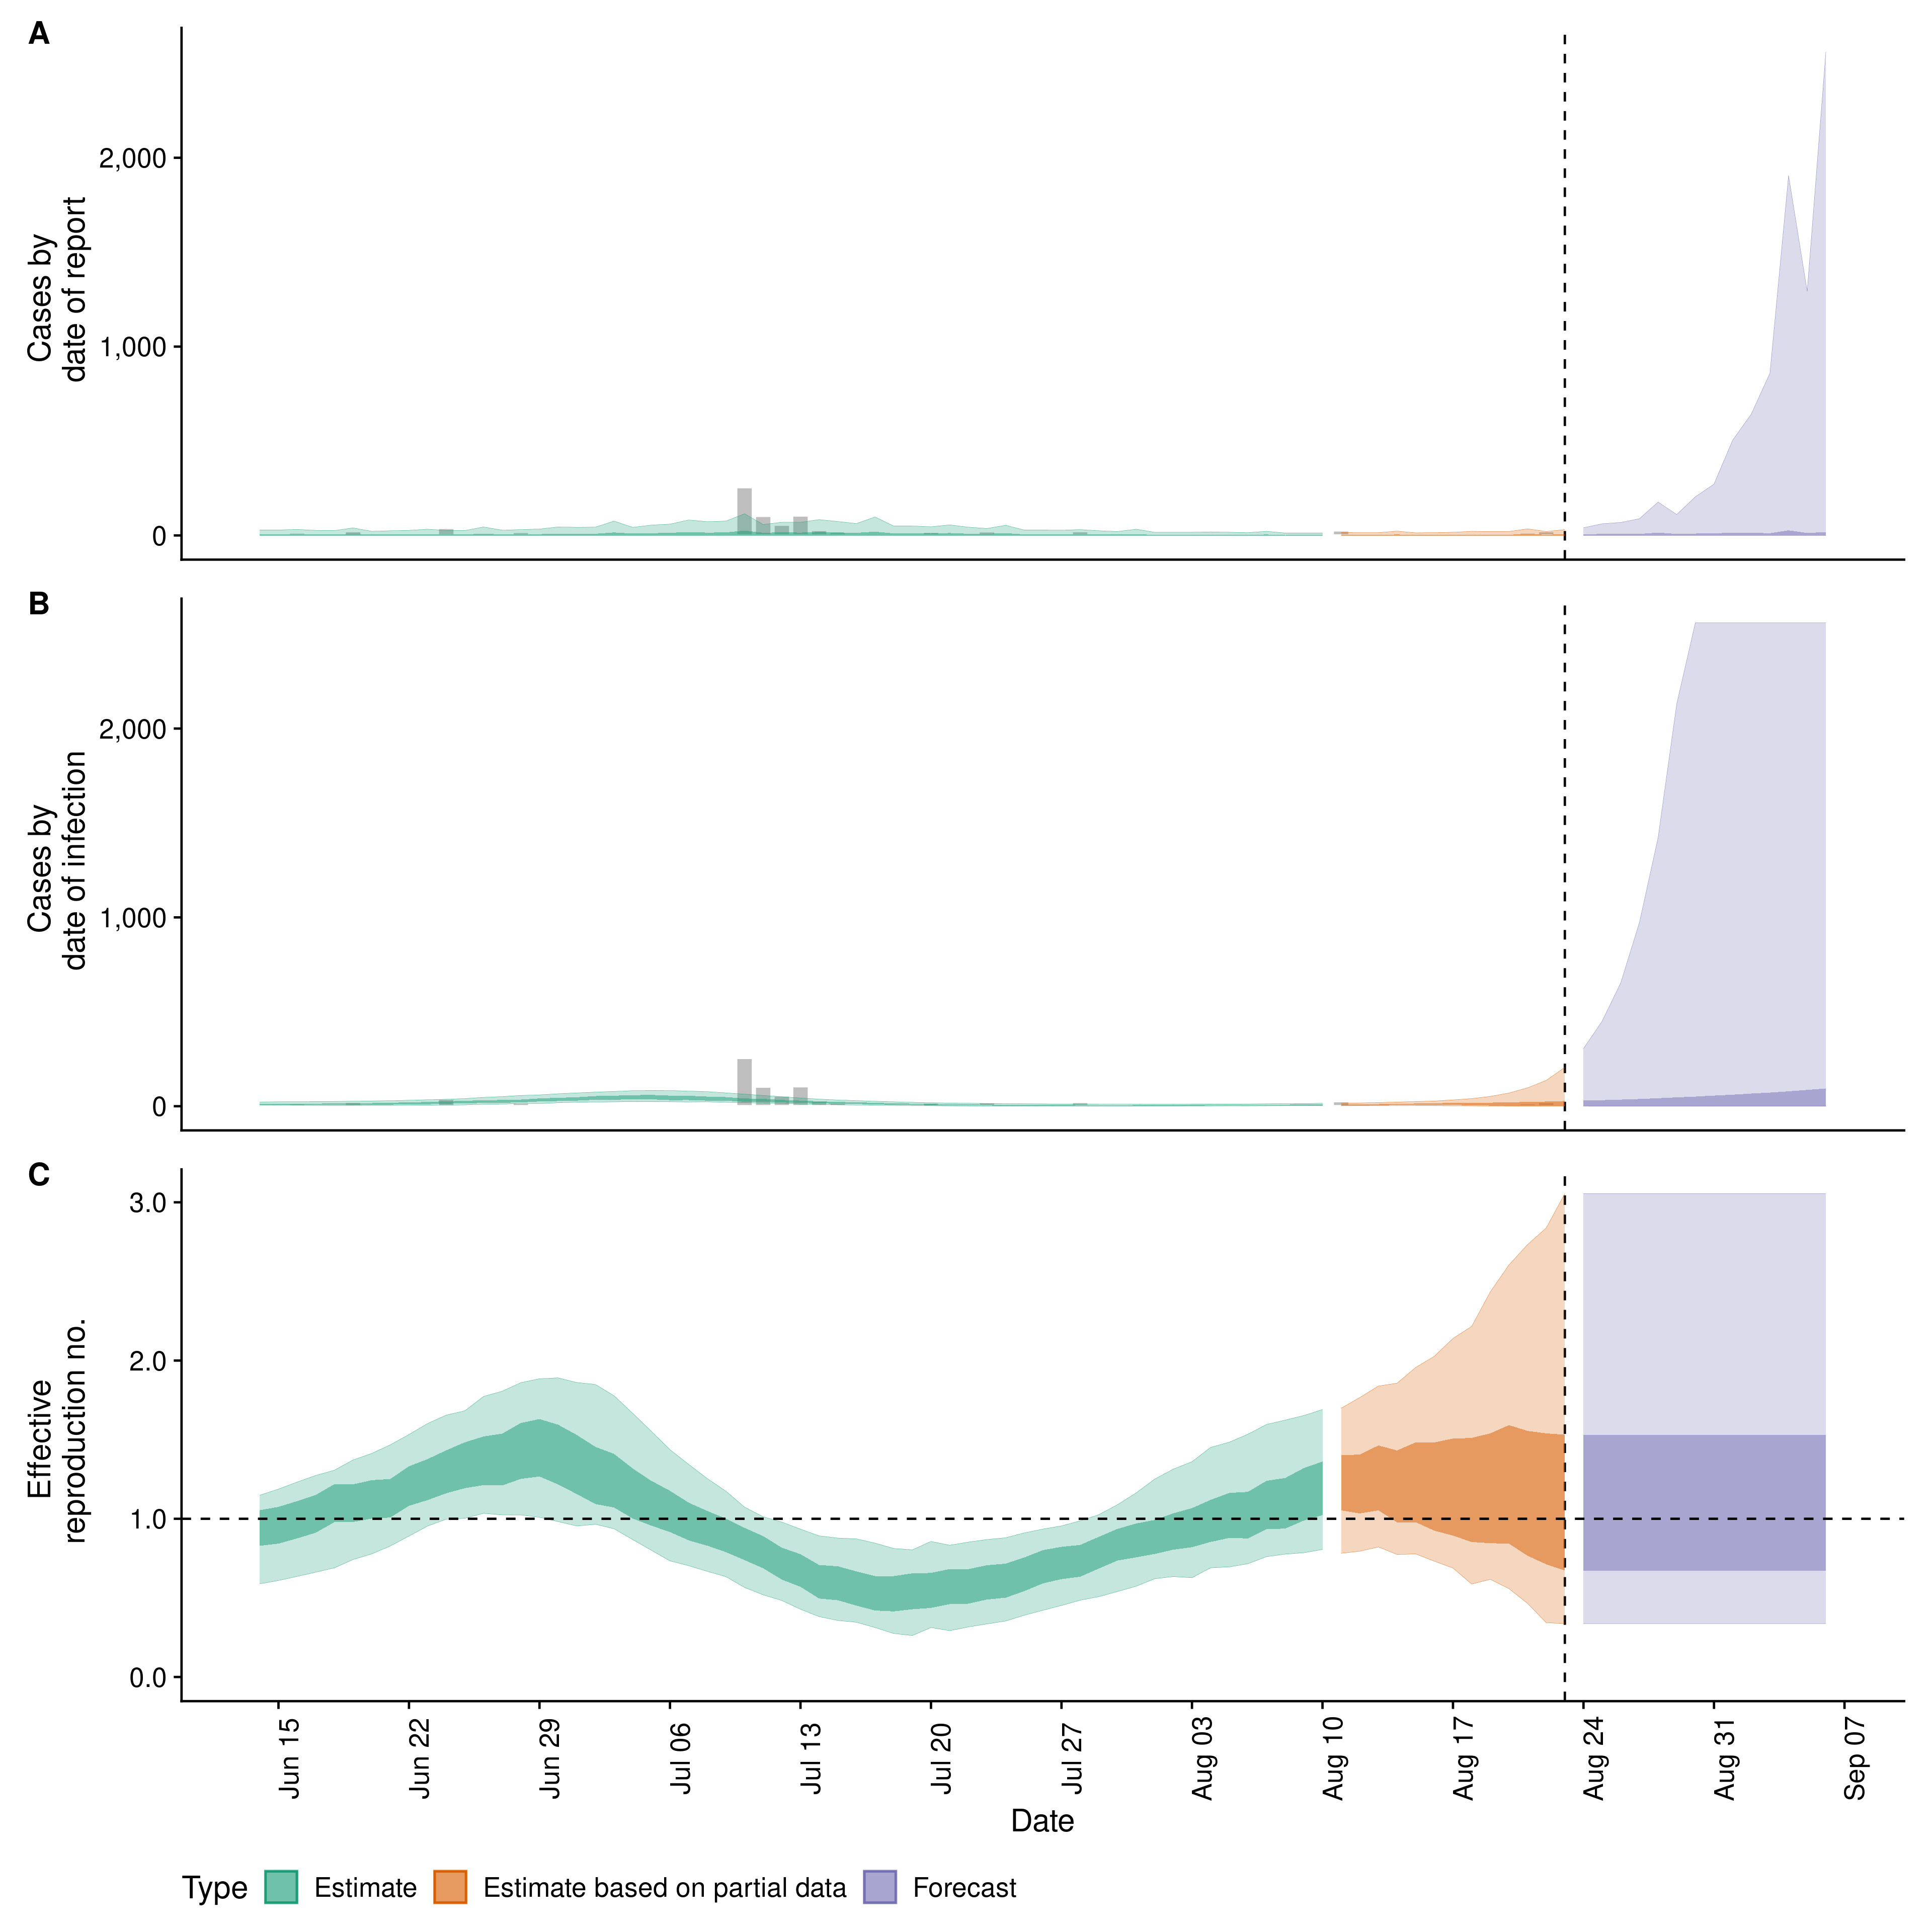 A
Cases by
date of report
2,000
1,000
0
B
Cases by
date of infection
2,000
1,000
0
C
Effective
reproduction no.
3.0
2.0
1.0
0.0
Jun 15
Jun 22
Jun 29
Jul 06
Jul 13
Jul 20
Jul 27
Aug 03
Aug 10
Aug 17
Aug 24
Aug 31
Sep 07
Date
Type Estimate Estimate based on partial data Forecast